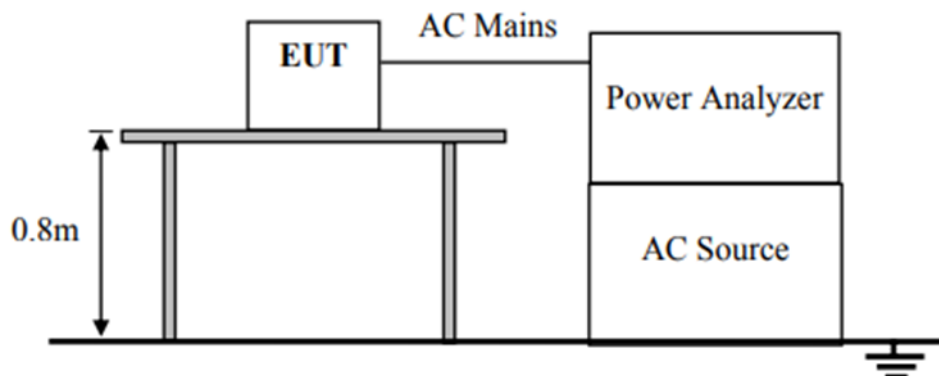 AC Mains
EUT
Power Analyzer
0.8m
AC Source